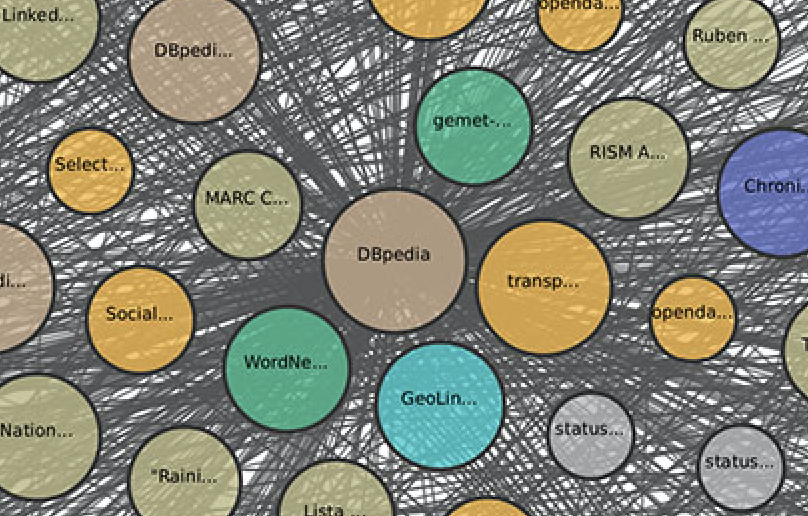 Linked...
DBpedi...
openda...
Ruben ...
gemet-...
Select...
RISM A...
MARC C...
Chroni.
DBpedia
di...
transp...
Social...
openda...
WordNe...
GeoLin...
Nation...
status...
status...
"Raini...
Lista ...